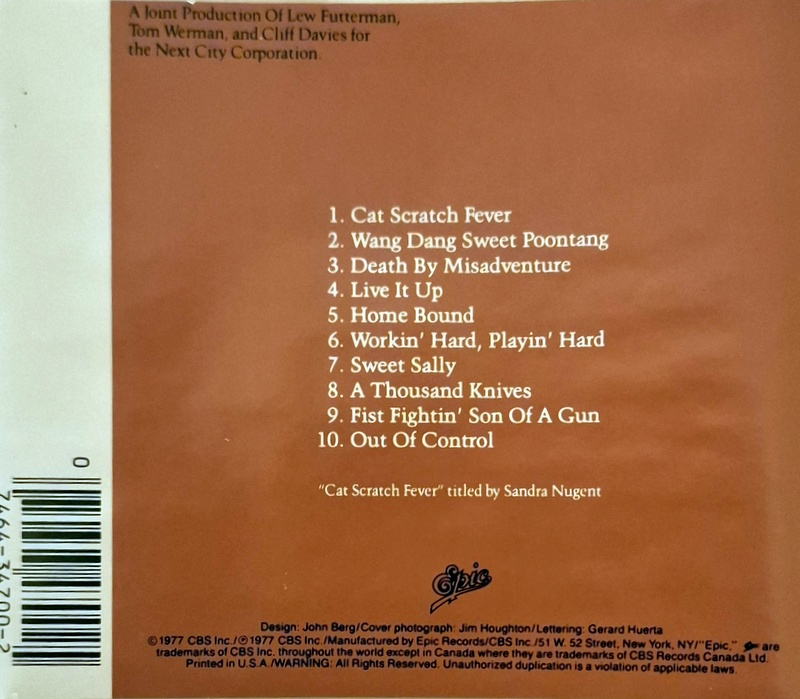 A Joint Production Of Lew Futterman,
Tom Werman, and Cliff Davies for
the Next City Corporation.
1. Cat Scratch Fever
2. Wang Dang Sweet Poontang
3. Death By Misadventure
4. Live It Up
5. Home Bound
6. Workin' Hard, Playin' Hard
7. Sweet Sally
8. A Thousand Knives
9. Fist Fightin' Son Of A Gun
10. Out Of Control
"Cat Scratch Fever" titled by Sandra Nugent
0
7464-34700-2
Epic
Design: John Berg/Cover photograph: Jim Houghton/Lettering: Gerard Huerta
©1977 CBS Inc./℗1977 CBS Inc./Manufactured by Epic Records/CBS Inc./51 W. 52 Street, New York, NY/"Epic," are
trademarks of CBS Inc. throughout the world except in Canada where they are trademarks of CBS Records Canada Ltd.
Printed in U.S.A./WARNING: All Rights Reserved. Unauthorized duplication is a violation of applicable laws.